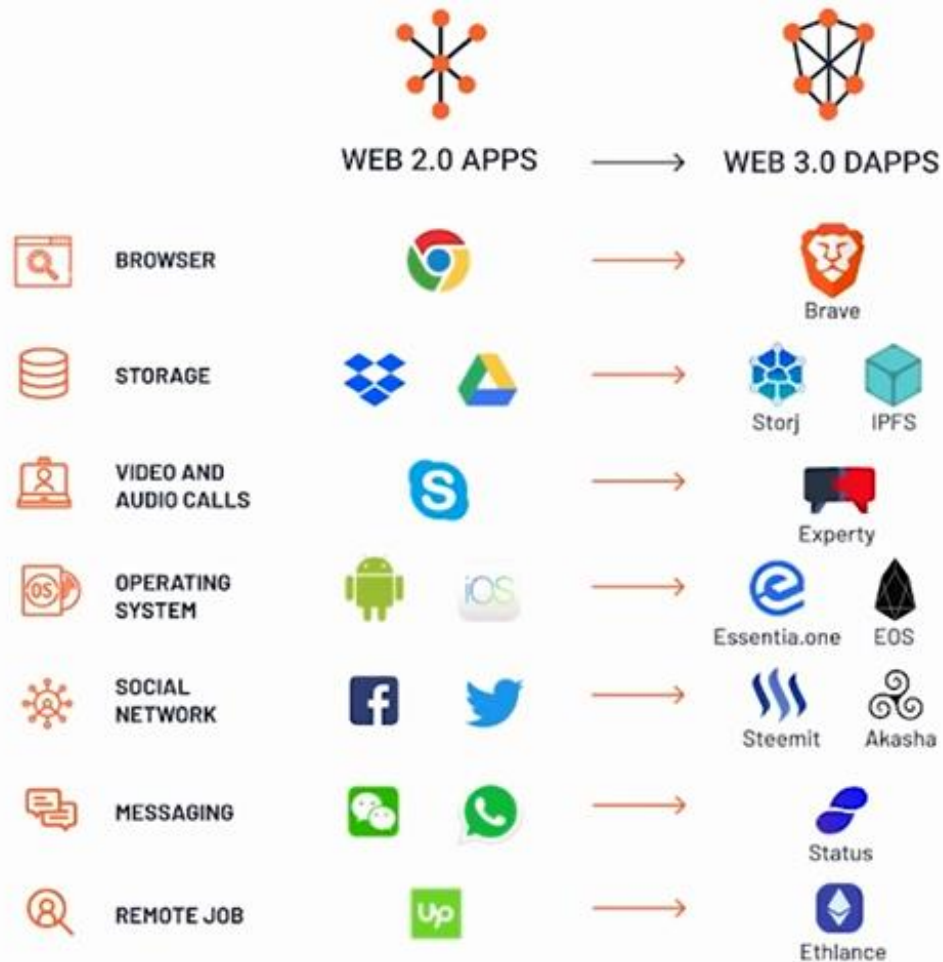 WEB 2.0 APPS
WEB 3.0 DAPPS
BROWSER
Brave
STORAGE
Storj
IPFS
VIDEO AND
AUDIO CALLS
S
Experty
OS
OPERATING
SYSTEM
iOS
Essentia.one
EOS
SOCIAL
NETWORK
f
Steemit
Akasha
MESSAGING
Status
REMOTE JOB
Up
Ethlance